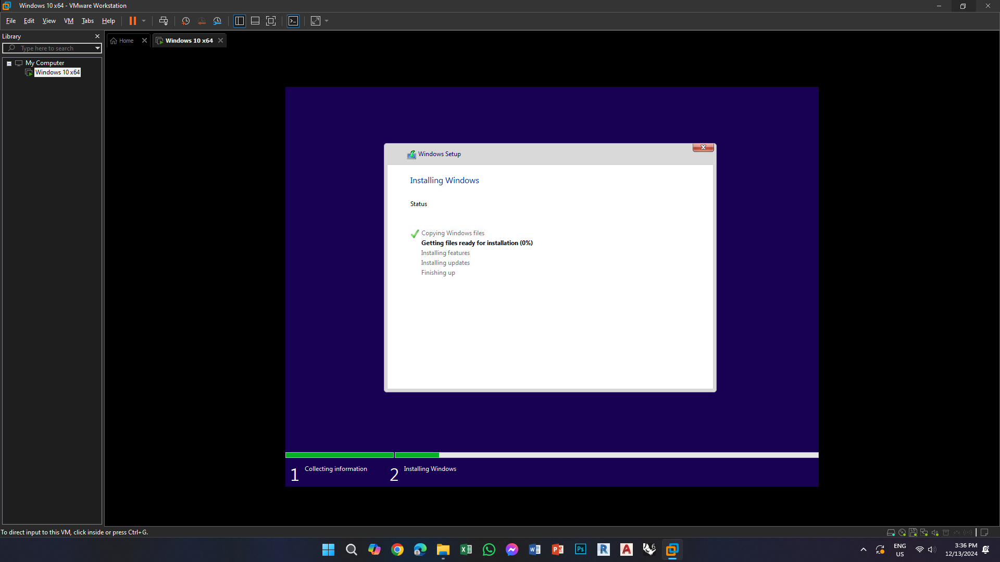 Windows 10 x64 - VMware Workstation
File Edit View VM Tabs Help
Library
Type here to search
Home
Windows 10 x64
My Computer
Windows 10 x64
Windows Setup
Installing Windows
Status
Copying Windows files
Getting files ready for installation (0%)
Installing features
Installing updates
Finishing up
1 Collecting information
2 Installing Windows
To direct input to this VM, click inside or press Ctrl+G.
ENG
US
3:36 PM
12/13/2024